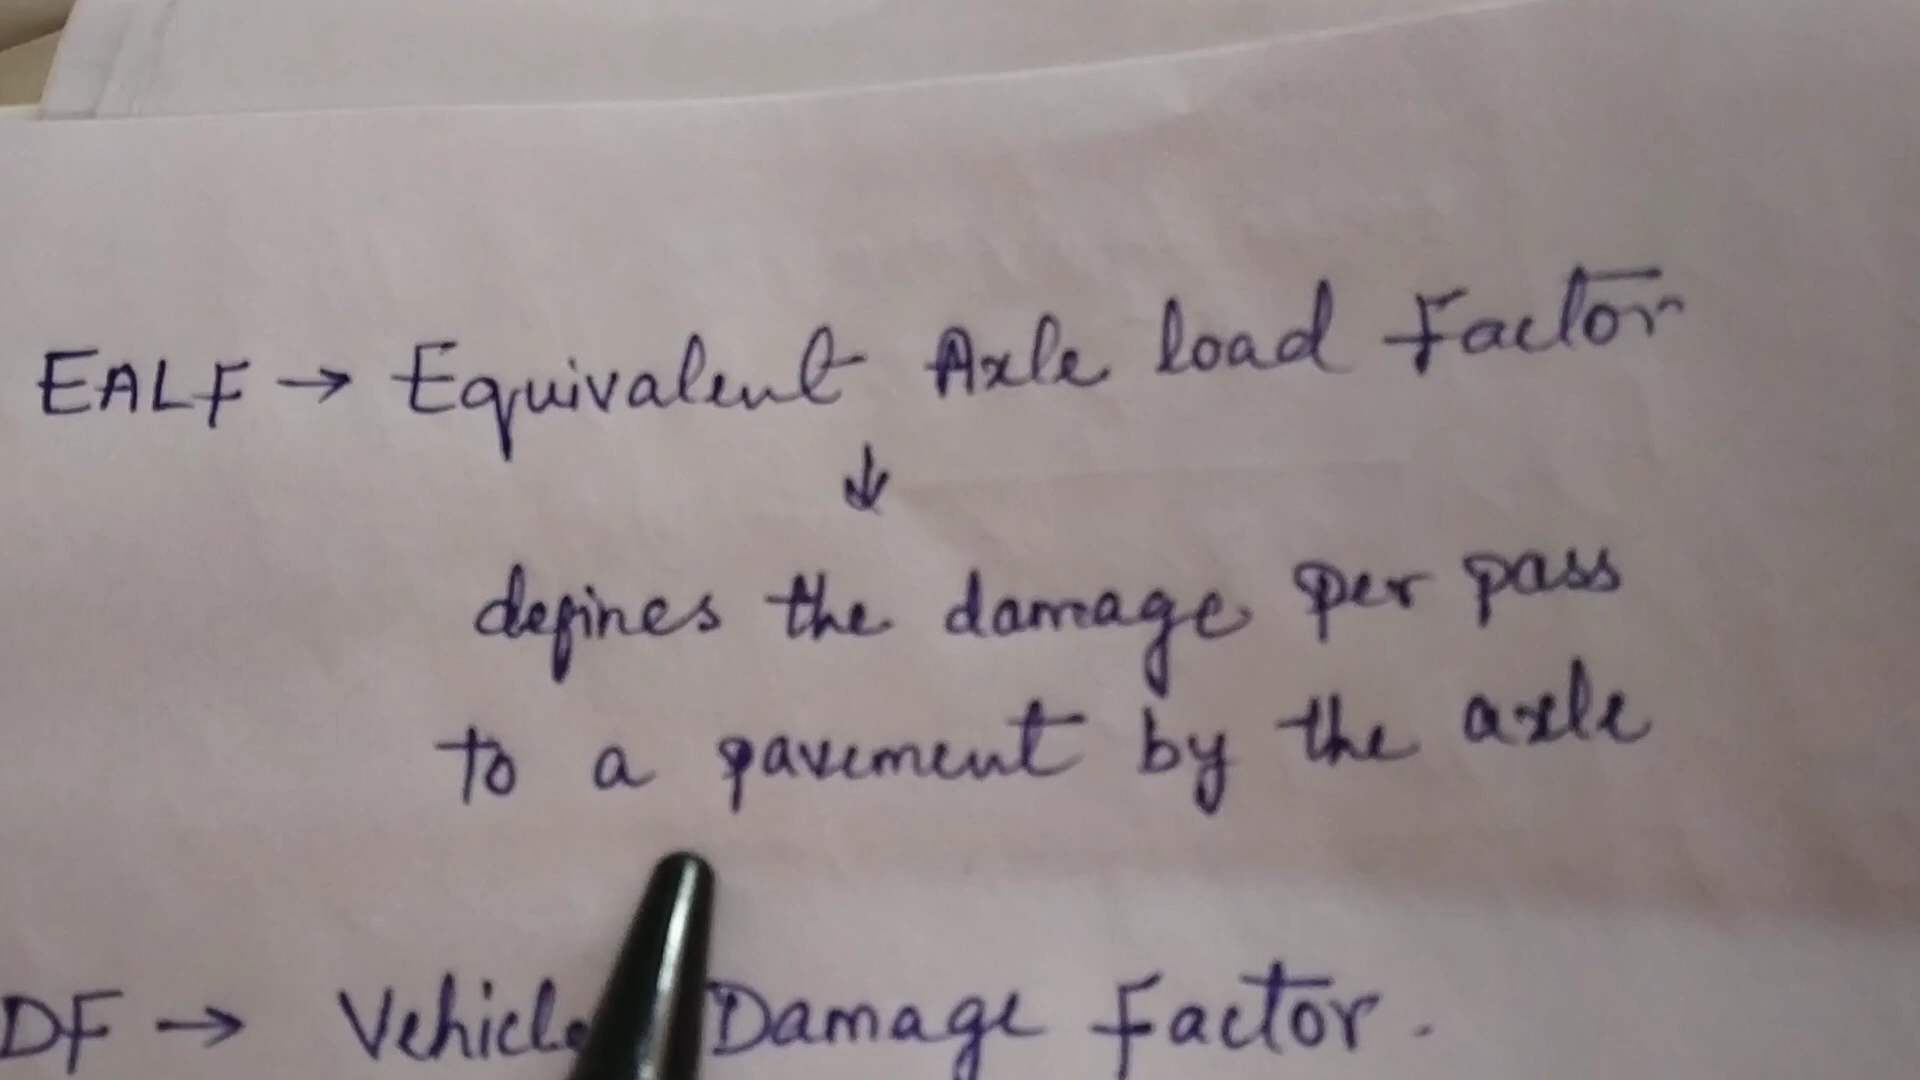 EALF → Equivalent Axle load Factor
↓
defines the damage per pass
to a pavement by the axle
DF → Vehicle Damage Factor.